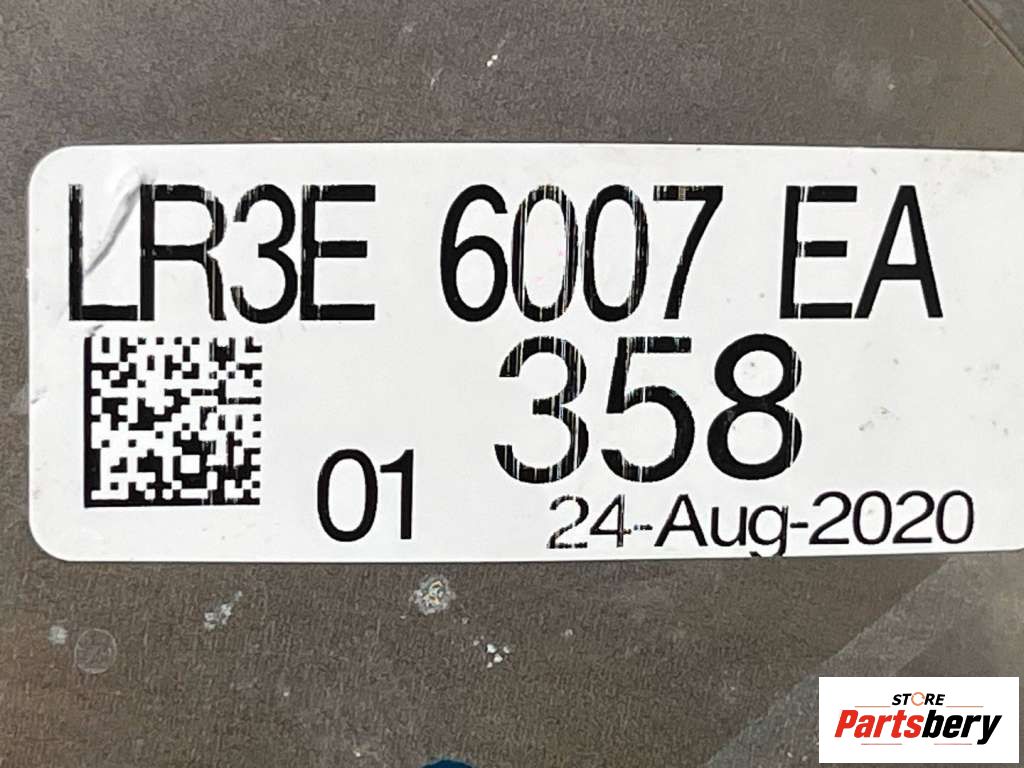 LR3E 6007 EA
358
01
24-Aug-2020
STORE
Partsbery